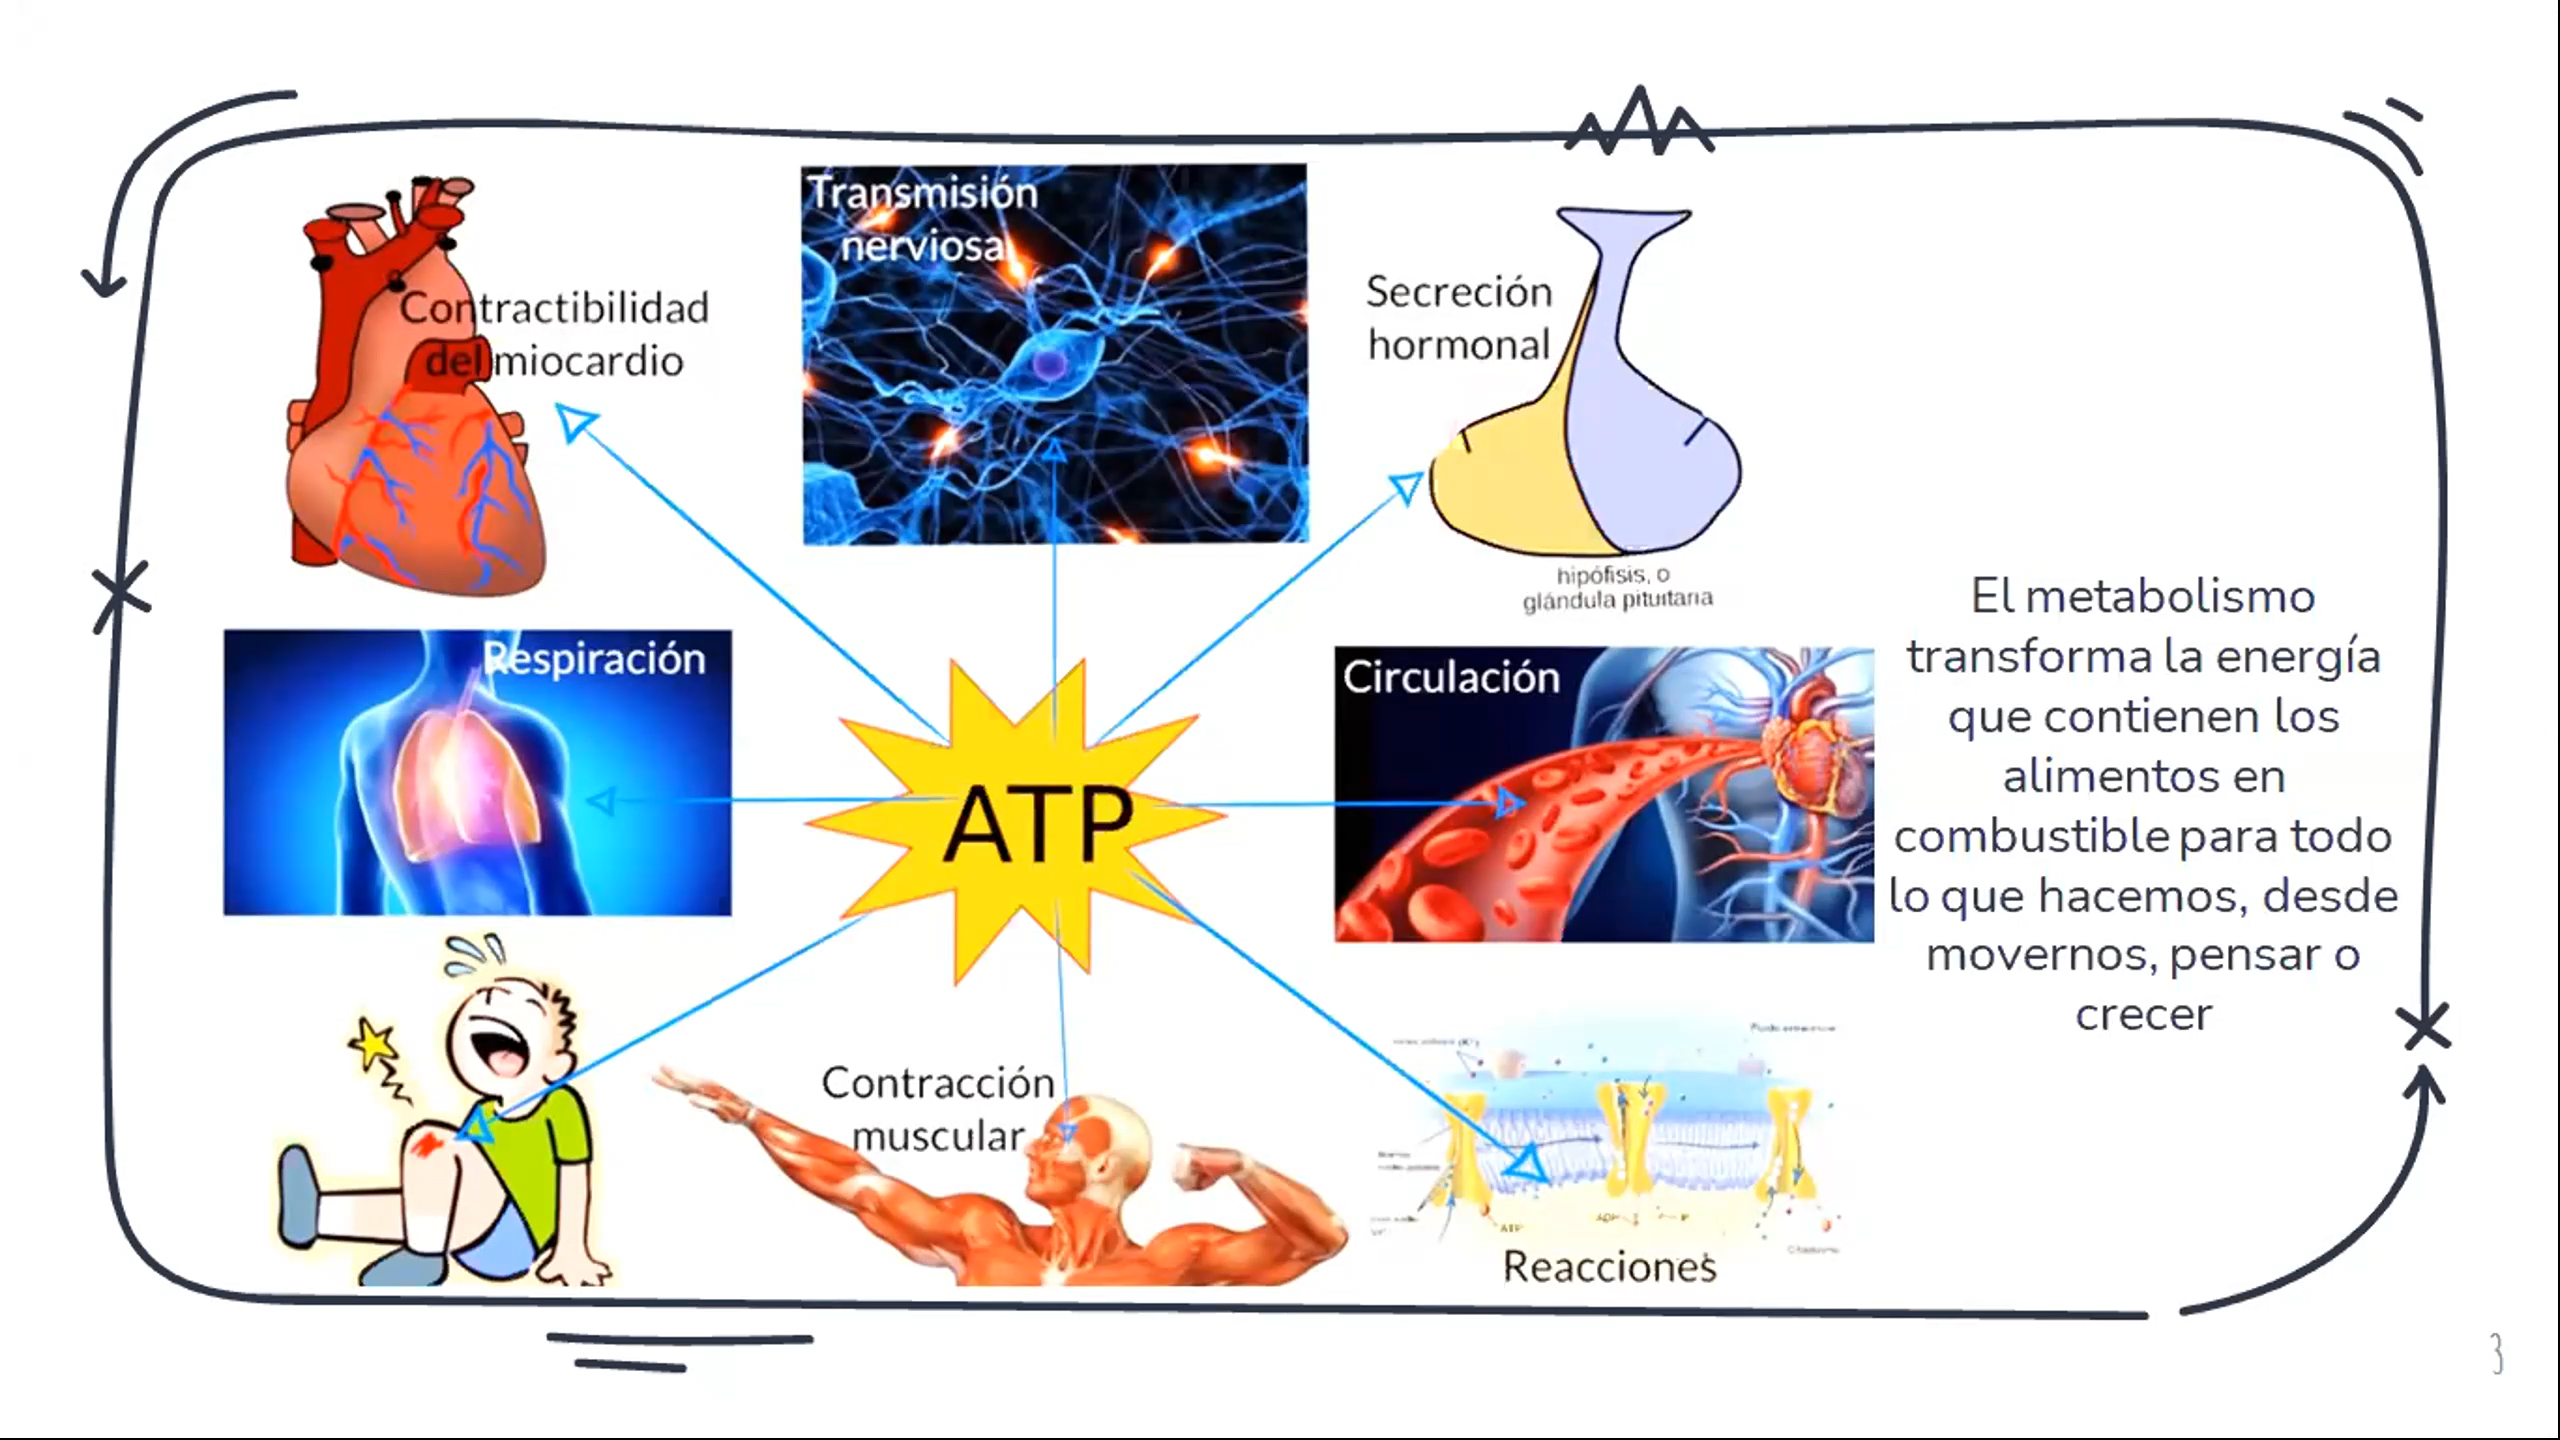 Transmisión
nerviosa
Contractibilidad
del miocardio
Secreción
hormonal
hipófisis, o
glándula pituitaria
Respiración
Circulación
ATP
El metabolismo
transforma la energía
que contienen los
alimentos en
combustible para todo
lo que hacemos, desde
movernos, pensar o
crecer
Contracción
muscular
ATP
Reacciones
3